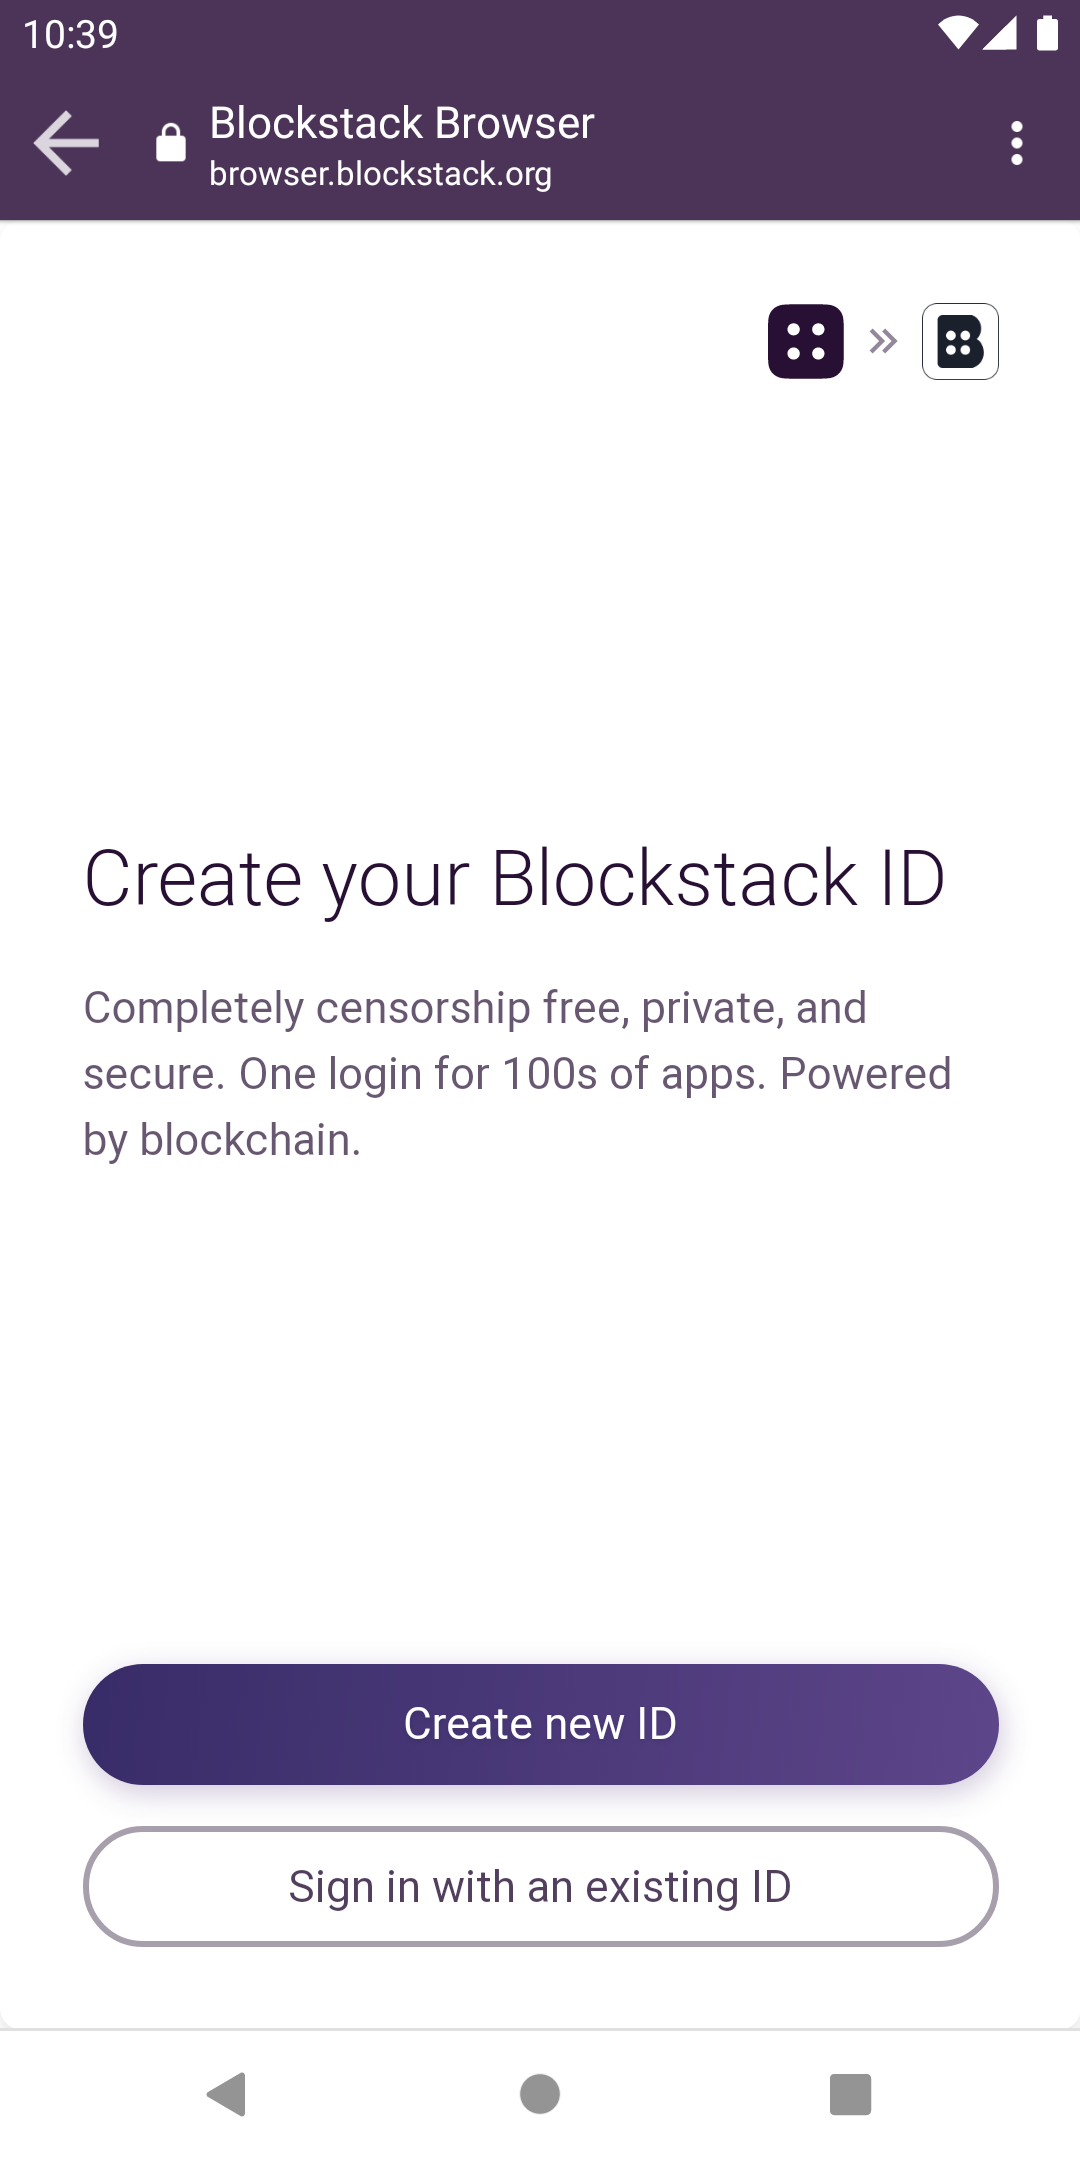 10:39
Blockstack Browser
browser.blockstack.org
Create your Blockstack ID
Completely censorship free, private, and
secure. One login for 100s of apps. Powered
by blockchain.
Create new ID
Sign in with an existing ID